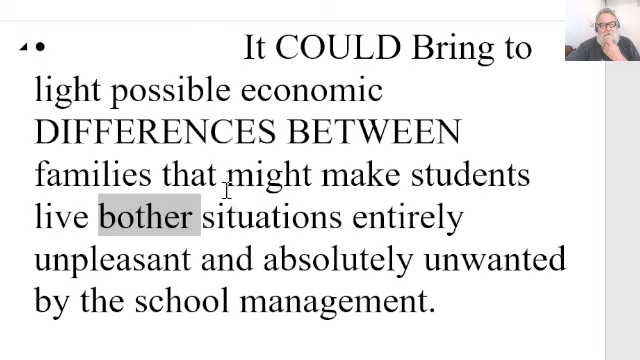 It COULD Bring to
light possible economic
DIFFERENCES BETWEEN
families that might make students
live bother situations entirely
unpleasant and absolutely unwanted
by the school management.